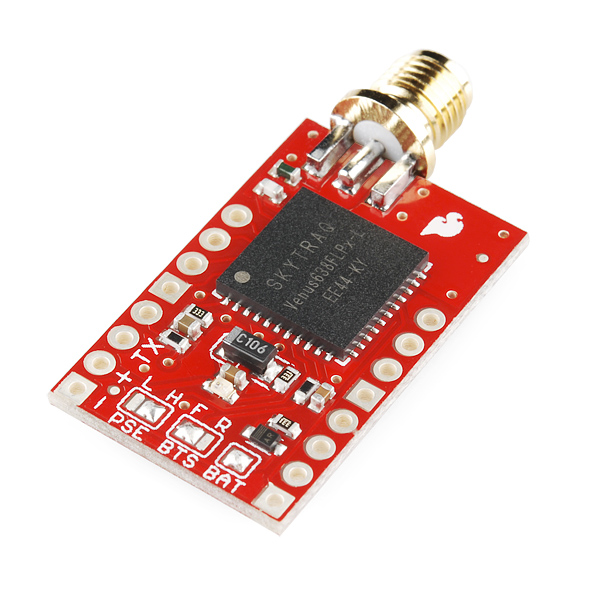 SKYTRAQ
Venus638FLPx-L
EE44-KY
C106
TX
+
L H F R
-
PSE
BTS
BAT